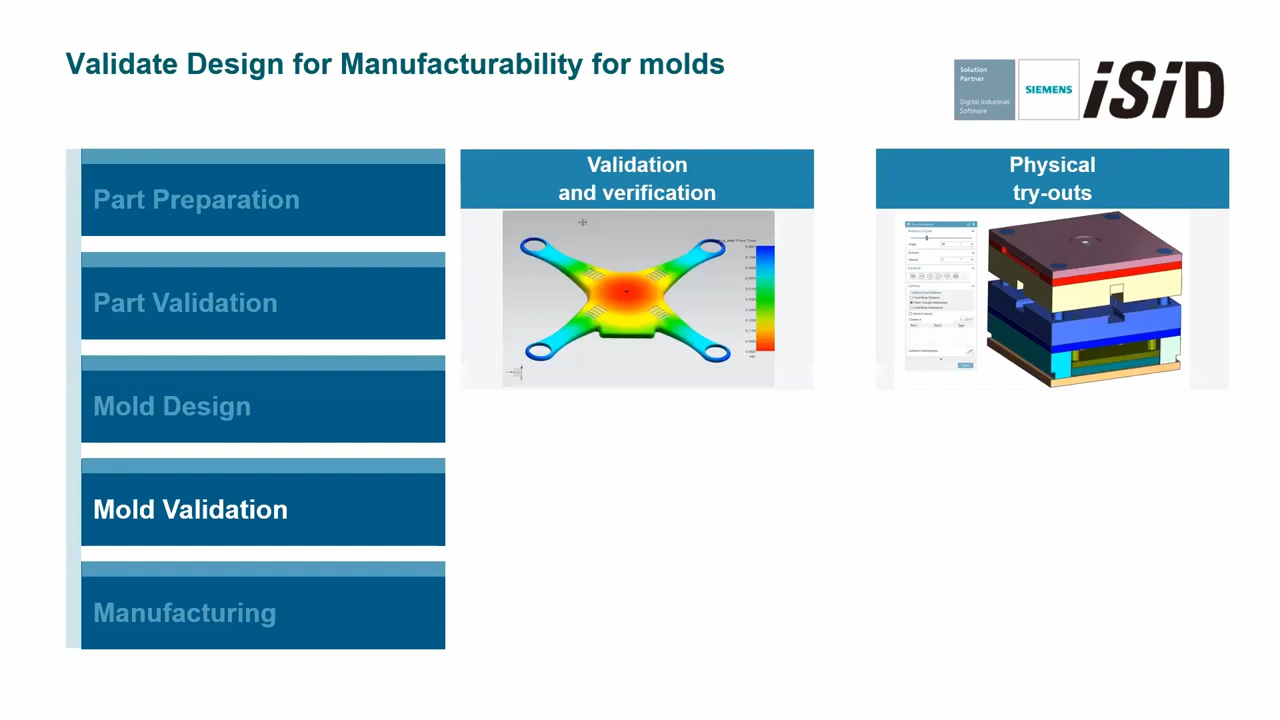 Validate Design for Manufacturability for molds
Solution
Partner
Digital Industries
Software
SIEMENS
iSiD
Part Preparation
Part Validation
Mold Design
Mold Validation
Manufacturing
Validation
and verification
Physical
try-outs